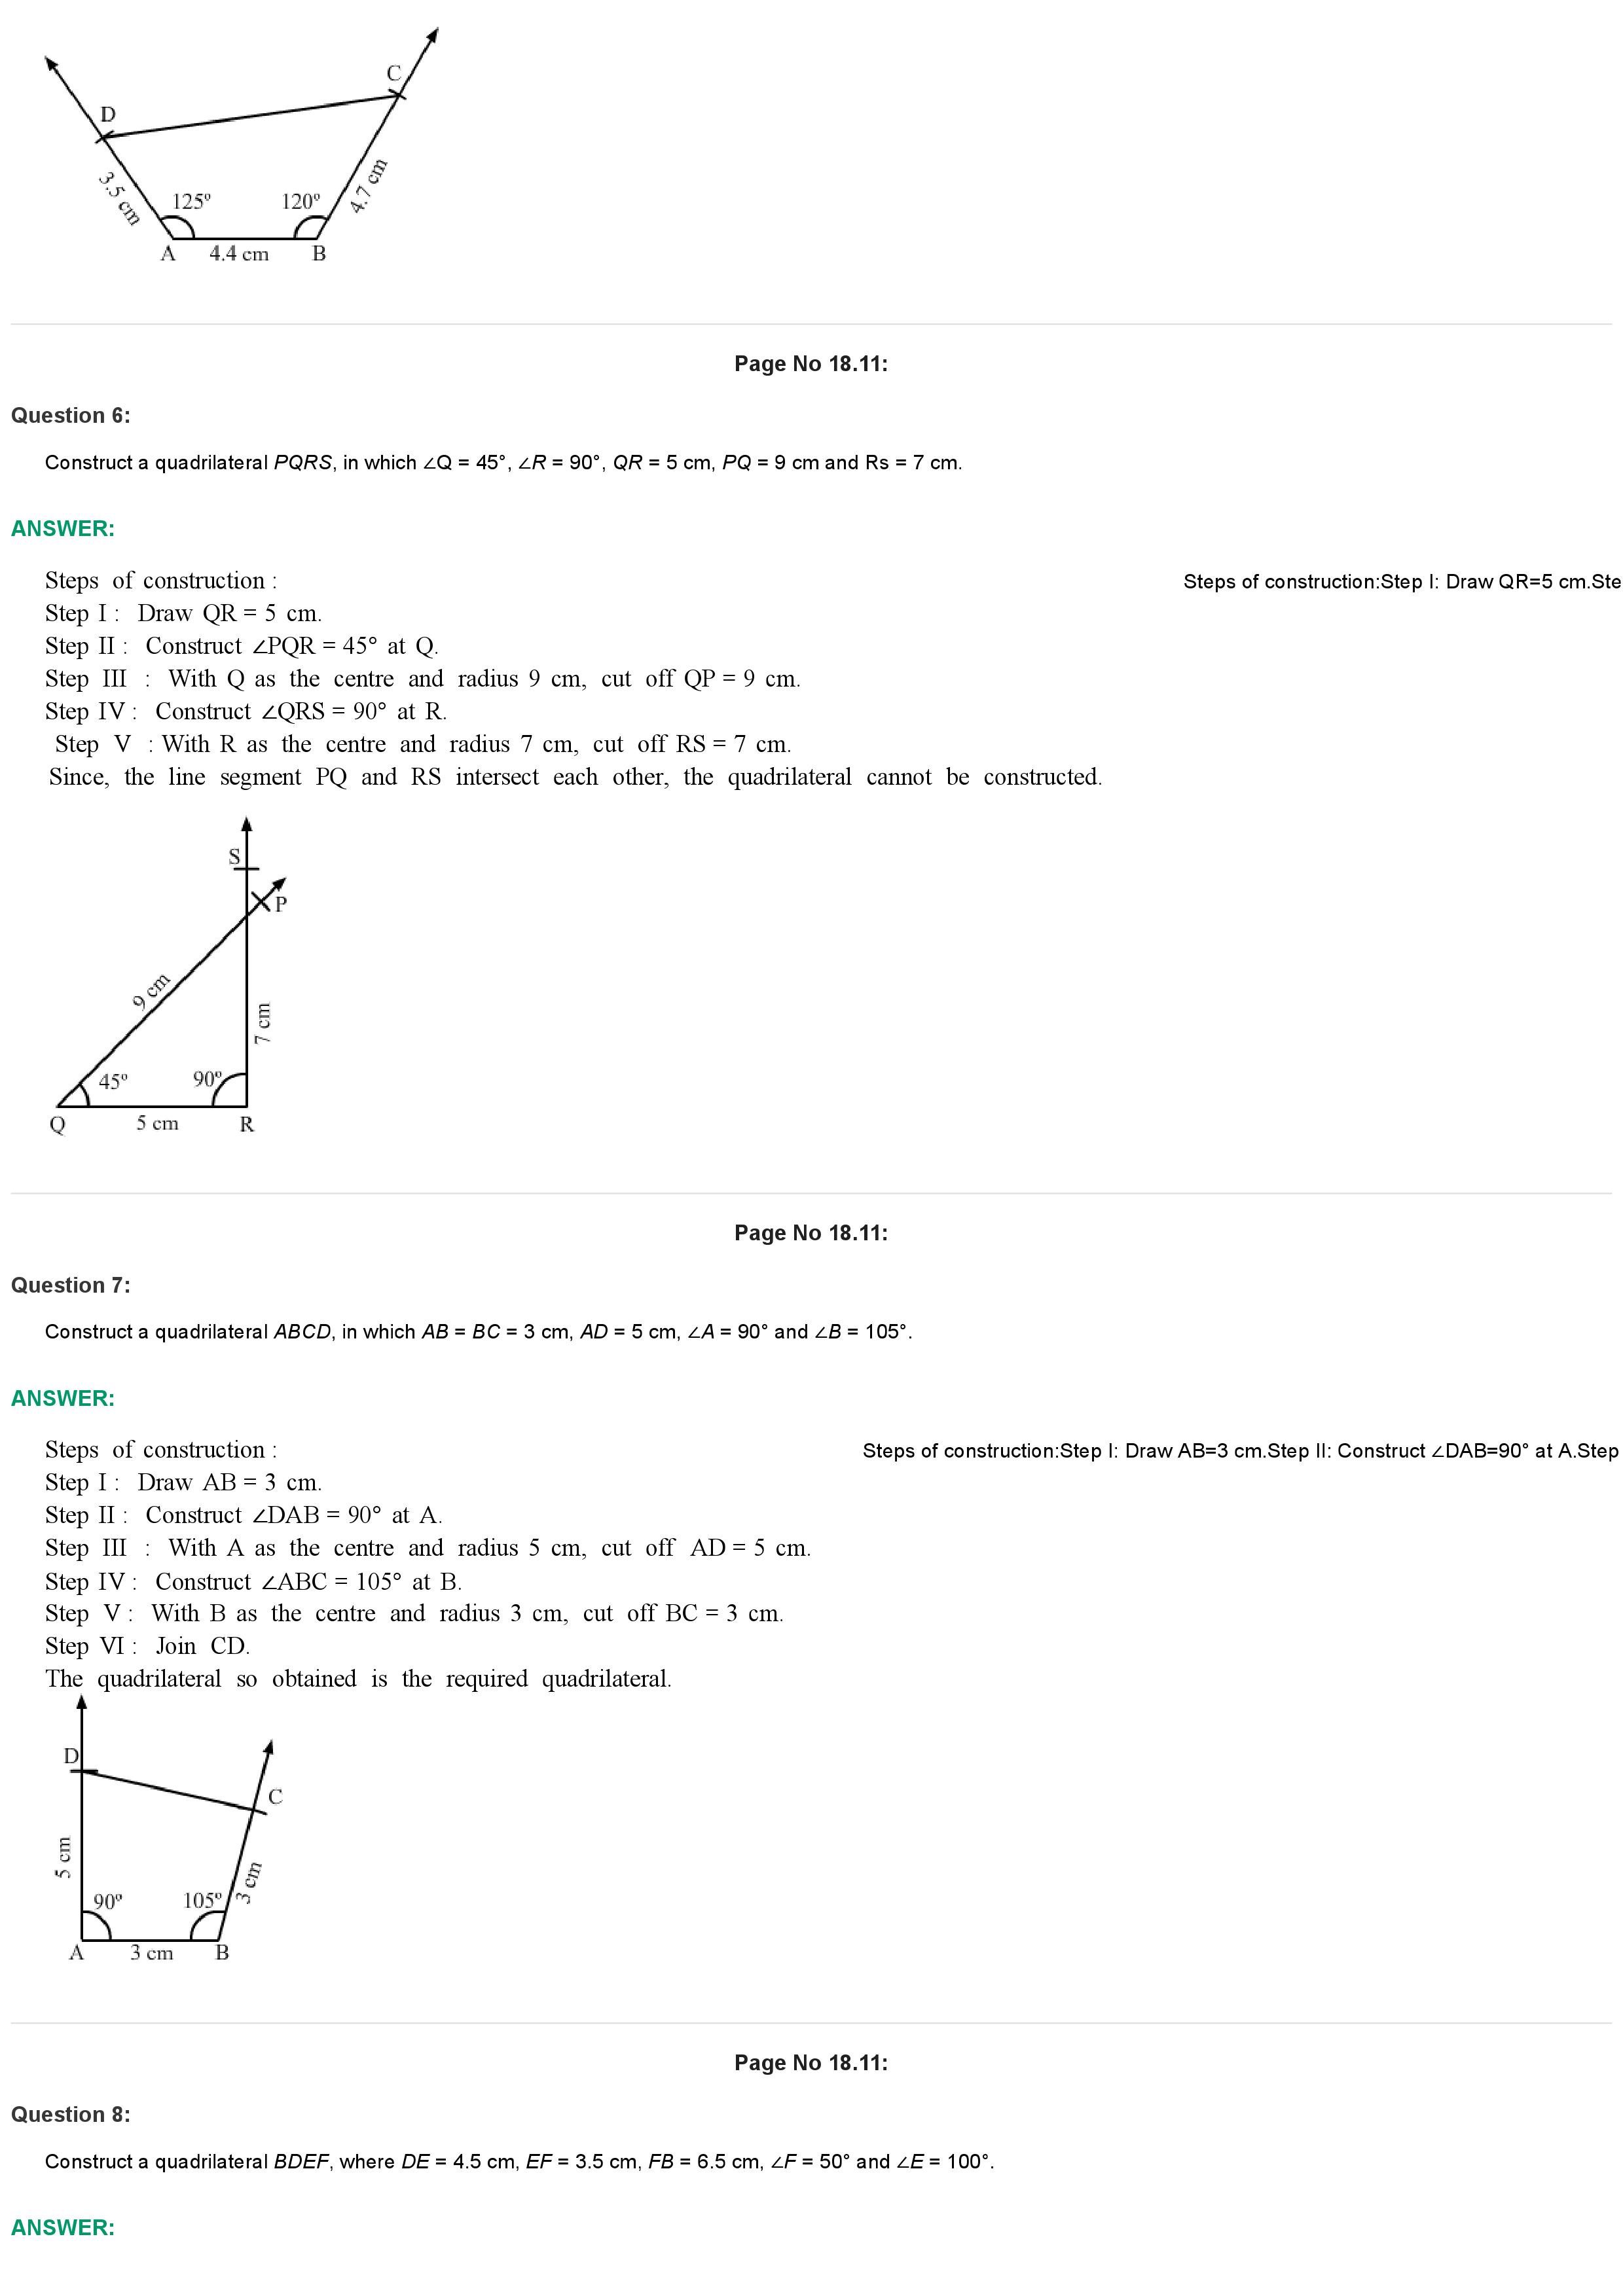 D
C
3.5 cm
125º
120º
4.7 cm
A
4.4 cm
B
Page No 18.11:
Question 6:
Construct a quadrilateral PQRS, in which ∠Q = 45°, ∠R = 90°, QR = 5 cm, PQ = 9 cm and Rs = 7 cm.
ANSWER:
Steps of construction : Steps of construction:Step I: Draw QR=5 cm.Ste
Step I : Draw QR = 5 cm.
Step II : Construct ∠PQR = 45° at Q.
Step III : With Q as the centre and radius 9 cm, cut off QP = 9 cm.
Step IV : Construct ∠QRS = 90° at R.
Step V : With R as the centre and radius 7 cm, cut off RS = 7 cm.
Since, the line segment PQ and RS intersect each other, the quadrilateral cannot be constructed.
S
P
9 cm
7 cm
45º
90º
Q
5 cm
R
Page No 18.11:
Question 7:
Construct a quadrilateral ABCD, in which AB = BC = 3 cm, AD = 5 cm, ∠A = 90° and ∠B = 105°.
ANSWER:
Steps of construction : Steps of construction:Step I: Draw AB=3 cm.Step II: Construct ∠DAB=90° at A.Step
Step I : Draw AB = 3 cm.
Step II : Construct ∠DAB = 90° at A.
Step III : With A as the centre and radius 5 cm, cut off AD = 5 cm.
Step IV : Construct ∠ABC = 105° at B.
Step V : With B as the centre and radius 3 cm, cut off BC = 3 cm.
Step VI : Join CD.
The quadrilateral so obtained is the required quadrilateral.
D
C
5 cm
3 cm
90º
105º
A
3 cm
B
Page No 18.11:
Question 8:
Construct a quadrilateral BDEF, where DE = 4.5 cm, EF = 3.5 cm, FB = 6.5 cm, ∠F = 50° and ∠E = 100°.
ANSWER: